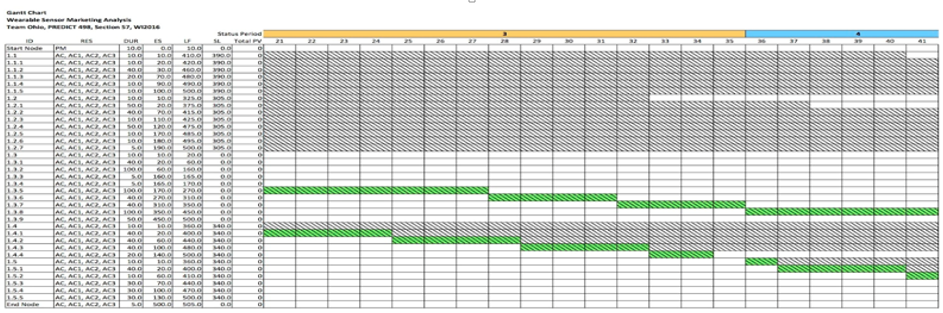 Gantt Chart
Wearable Sensor Marketing Analysis
Team Ohio, PREDICT 498, Section 57, WI2016
Status Period 3 4
ID RES DUR ES LF SL Total PV 21 22 23 24 25 26 27 28 29 30 31 32 33 34 35 36 37 38 39 40 41
Start Node PM 10.0 0.0 10.0 0.0 0
1.1 AC, AC1, AC2, AC3 10.0 10.0 410.0 390.0 0
1.1.1 AC, AC1, AC2, AC3 10.0 20.0 420.0 390.0 0
1.1.2 AC, AC1, AC2, AC3 40.0 30.0 460.0 390.0 0
1.1.3 AC, AC1, AC2, AC3 20.0 70.0 480.0 390.0 0
1.1.4 AC, AC1, AC2, AC3 10.0 90.0 490.0 390.0 0
1.1.5 AC, AC1, AC2, AC3 10.0 100.0 500.0 390.0 0
1.2 AC, AC1, AC2, AC3 10.0 10.0 325.0 305.0 0
1.2.1 AC, AC1, AC2, AC3 50.0 20.0 375.0 305.0 0
1.2.2 AC, AC1, AC2, AC3 40.0 70.0 415.0 305.0 0
1.2.3 AC, AC1, AC2, AC3 10.0 110.0 425.0 305.0 0
1.2.4 AC, AC1, AC2, AC3 50.0 120.0 475.0 305.0 0
1.2.5 AC, AC1, AC2, AC3 10.0 170.0 485.0 305.0 0
1.2.6 AC, AC1, AC2, AC3 10.0 180.0 495.0 305.0 0
1.2.7 AC, AC1, AC2, AC3 5.0 190.0 500.0 305.0 0
1.3 AC, AC1, AC2, AC3 10.0 10.0 20.0 0.0 0
1.3.1 AC, AC1, AC2, AC3 40.0 20.0 60.0 0.0 0
1.3.2 AC, AC1, AC2, AC3 100.0 60.0 160.0 0.0 0
1.3.3 AC, AC1, AC2, AC3 5.0 160.0 165.0 0.0 0
1.3.4 AC, AC1, AC2, AC3 5.0 165.0 170.0 0.0 0
1.3.5 AC, AC1, AC2, AC3 100.0 170.0 270.0 0.0 0
1.3.6 AC, AC1, AC2, AC3 40.0 270.0 310.0 0.0 0
1.3.7 AC, AC1, AC2, AC3 40.0 310.0 350.0 0.0 0
1.3.8 AC, AC1, AC2, AC3 100.0 350.0 450.0 0.0 0
1.3.9 AC, AC1, AC2, AC3 50.0 450.0 500.0 0.0 0
1.4 AC, AC1, AC2, AC3 10.0 10.0 360.0 340.0 0
1.4.1 AC, AC1, AC2, AC3 40.0 20.0 400.0 340.0 0
1.4.2 AC, AC1, AC2, AC3 40.0 60.0 440.0 340.0 0
1.4.3 AC, AC1, AC2, AC3 40.0 100.0 480.0 340.0 0
1.4.4 AC, AC1, AC2, AC3 20.0 140.0 500.0 340.0 0
1.5 AC, AC1, AC2, AC3 10.0 10.0 360.0 340.0 0
1.5.1 AC, AC1, AC2, AC3 40.0 20.0 400.0 340.0 0
1.5.2 AC, AC1, AC2, AC3 10.0 60.0 410.0 340.0 0
1.5.3 AC, AC1, AC2, AC3 30.0 70.0 440.0 340.0 0
1.5.4 AC, AC1, AC2, AC3 30.0 100.0 470.0 340.0 0
1.5.5 AC, AC1, AC2, AC3 30.0 130.0 500.0 340.0 0
End Node AC, AC1, AC2, AC3 5.0 500.0 505.0 0.0 0